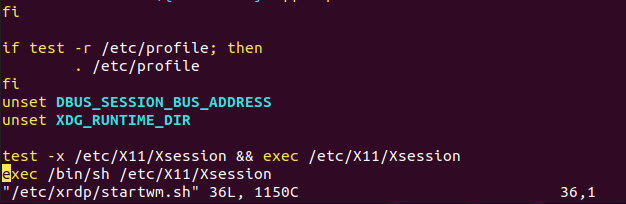 fi
if test -r /etc/profile; then
. /etc/profile
fi
unset DBUS_SESSION_BUS_ADDRESS
unset XDG_RUNTIME_DIR
test -x /etc/X11/Xsession && exec /etc/X11/Xsession
exec /bin/sh /etc/X11/Xsession
"/etc/xrdp/startwm.sh" 36L, 1150C 36,1